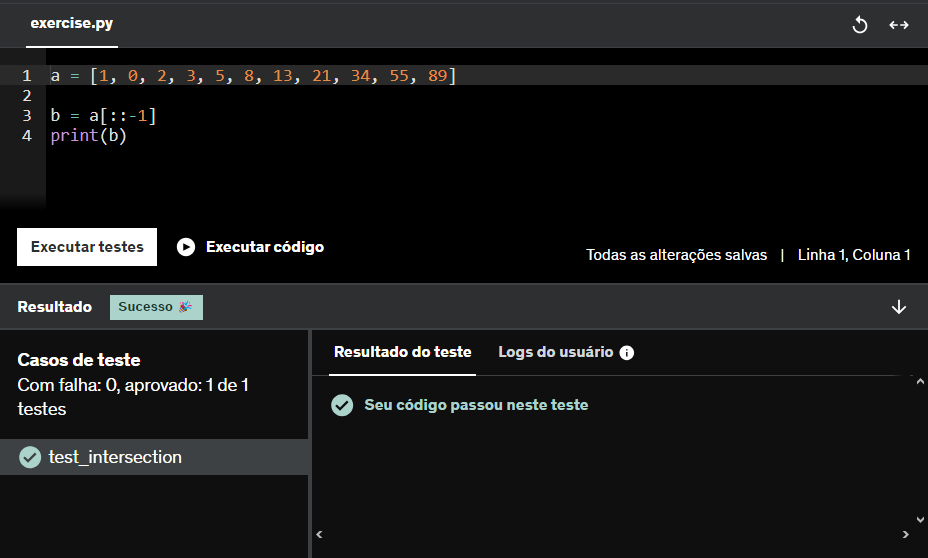 exercise.py
1 a = [1, 0, 2, 3, 5, 8, 13, 21, 34, 55, 89]
2
3 b = a[::-1]
4 print(b)
Executar testes
Executar código
Todas as alterações salvas | Linha 1, Coluna 1
Resultado
Sucesso 🎉
Casos de teste
Com falha: 0, aprovado: 1 de 1
testes
test_intersection
Resultado do teste
Logs do usuário
Seu código passou neste teste